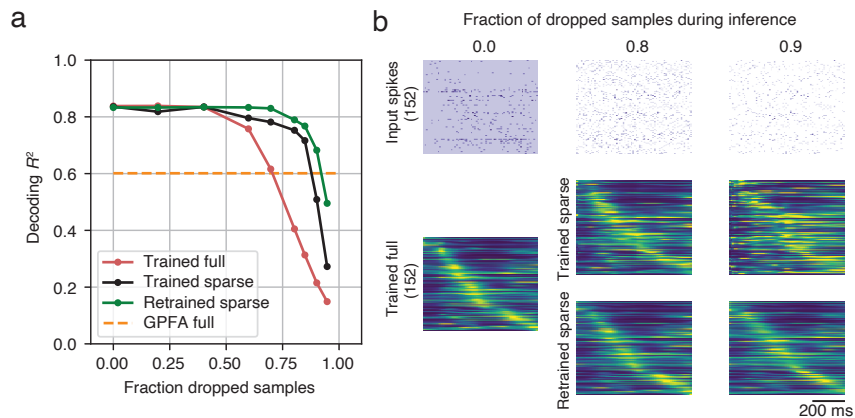 a
Decoding R²
1.0
0.8
0.6
0.4
0.2
0.0
0.00
0.25
0.50
0.75
1.00
Fraction dropped samples
Trained full
Trained sparse
Retrained sparse
GPFA full
b
Fraction of dropped samples during inference
0.0
0.8
0.9
Input spikes
(152)
Trained full
(152)
Trained sparse
Retrained sparse
200 ms